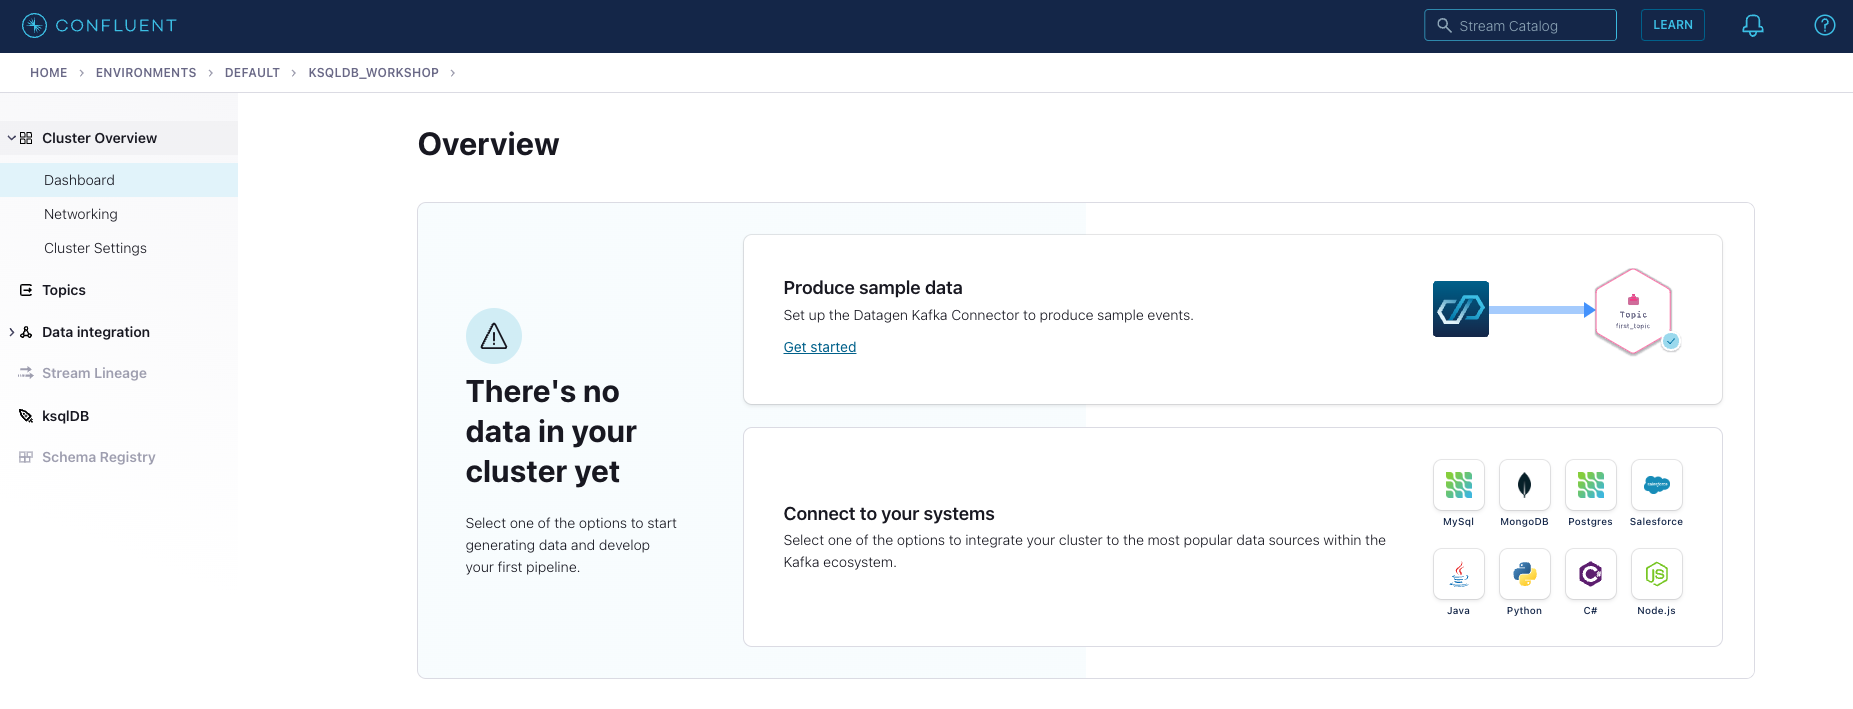 CONFLUENT
Stream Catalog
LEARN
HOME > ENVIRONMENTS > DEFAULT > KSQLDB_WORKSHOP >
Cluster Overview
Dashboard
Networking
Cluster Settings
Topics
Data integration
Stream Lineage
ksqlDB
Schema Registry
Overview
There's no
data in your
cluster yet
Select one of the options to start
generating data and develop
your first pipeline.
Produce sample data
Set up the Datagen Kafka Connector to produce sample events.
Get started
Topic
first_topic
Connect to your systems
Select one of the options to integrate your cluster to the most popular data sources within the
Kafka ecosystem.
MySql MongoDB Postgres Salesforce
Java Python C# Node.js